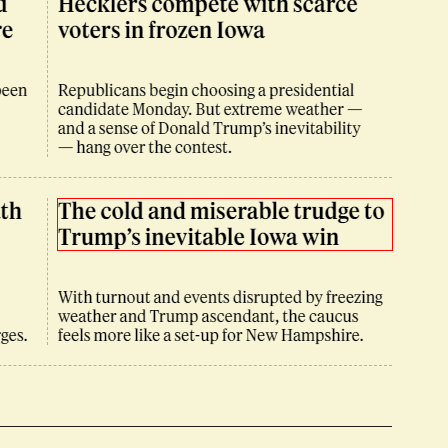 d
Hecklers compete with scarce
re
voters in frozen Iowa
been
Republicans begin choosing a presidential
candidate Monday. But extreme weather —
and a sense of Donald Trump's inevitability
— hang over the contest.
th
The cold and miserable trudge to
Trump's inevitable Iowa win
With turnout and events disrupted by freezing
weather and Trump ascendant, the caucus
ges.
feels more like a set-up for New Hampshire.